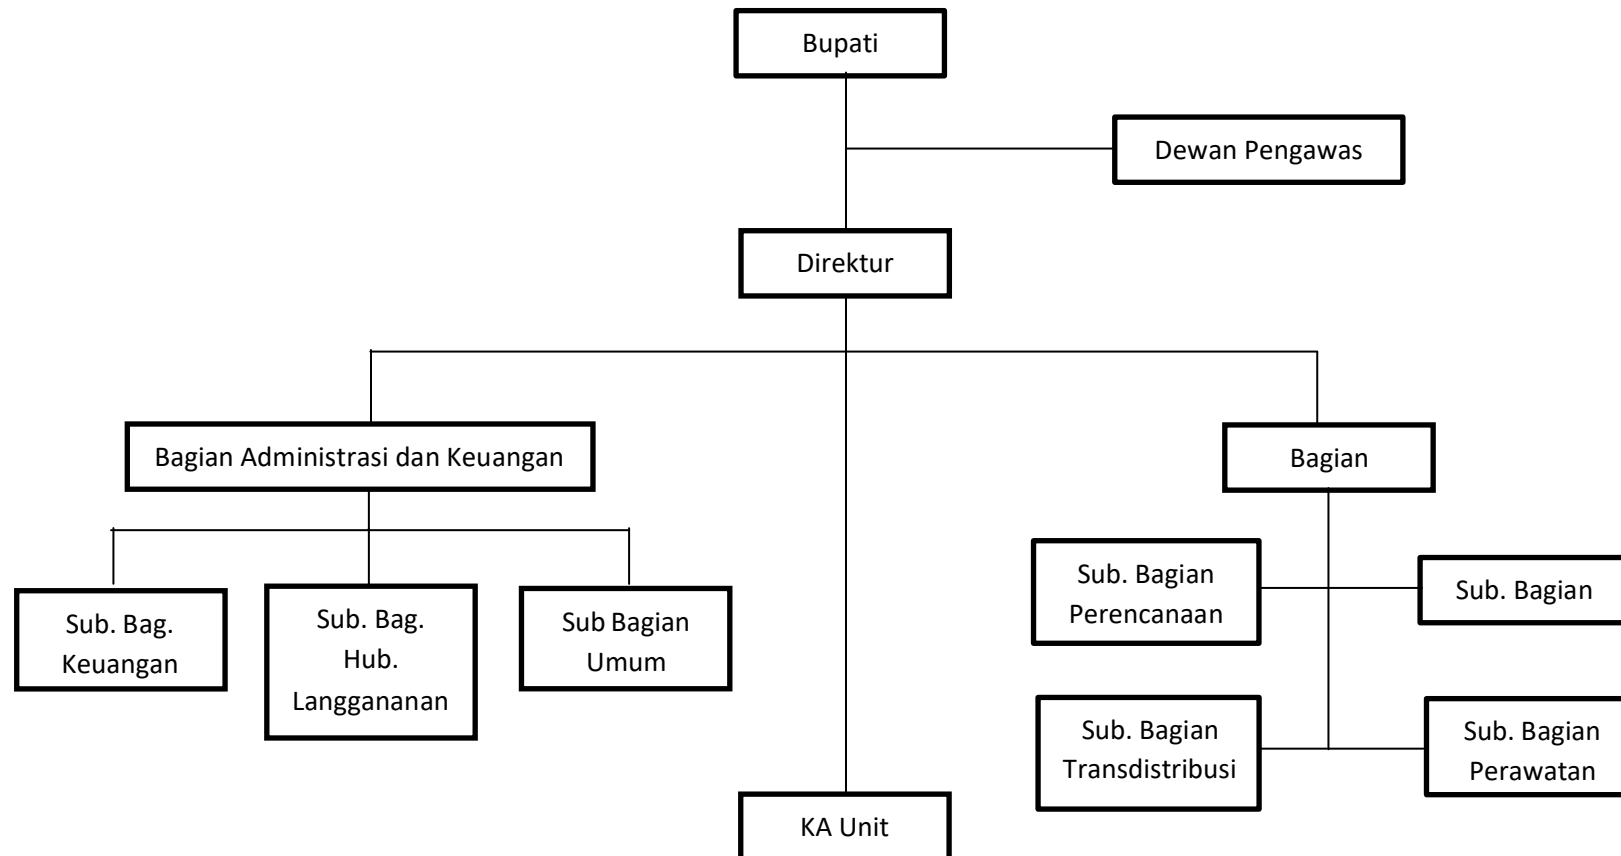 Bupati
Dewan Pengawas
Direktur
Bagian Administrasi dan Keuangan
Bagian
Sub. Bag.
Keuangan
Sub. Bag.
Hub.
Langgananan
Sub Bagian
Umum
Sub. Bagian
Perencanaan
Sub. Bagian
Sub. Bagian
Transdistribusi
Sub. Bagian
Perawatan
KA Unit